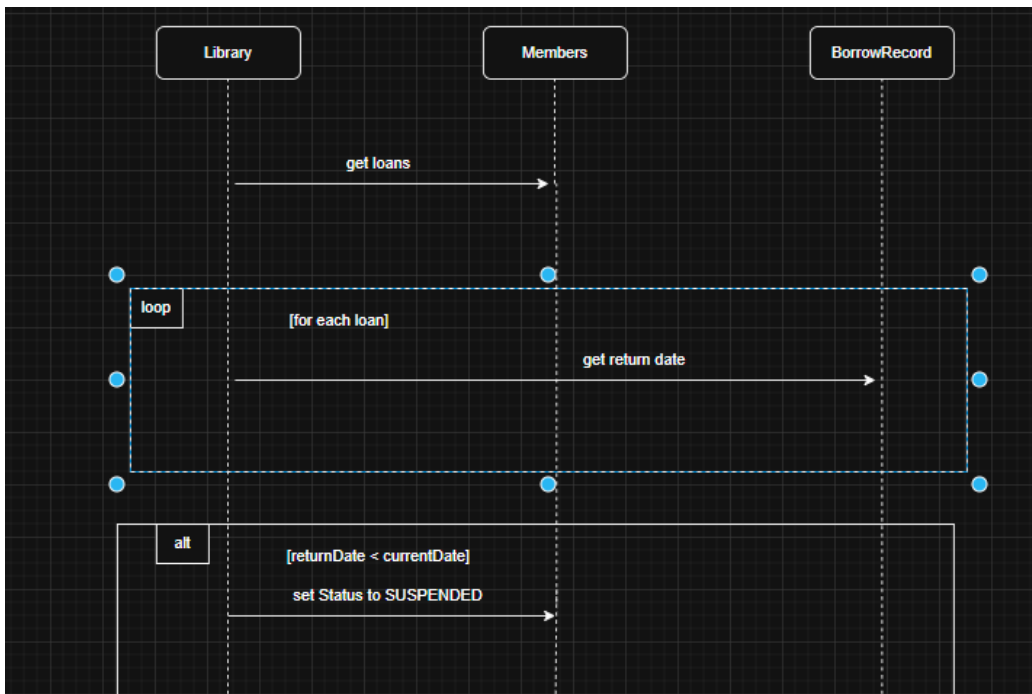 Library
Members
BorrowRecord
get loans
loop
[for each loan]
get return date
alt
[returnDate < currentDate]
set Status to SUSPENDED